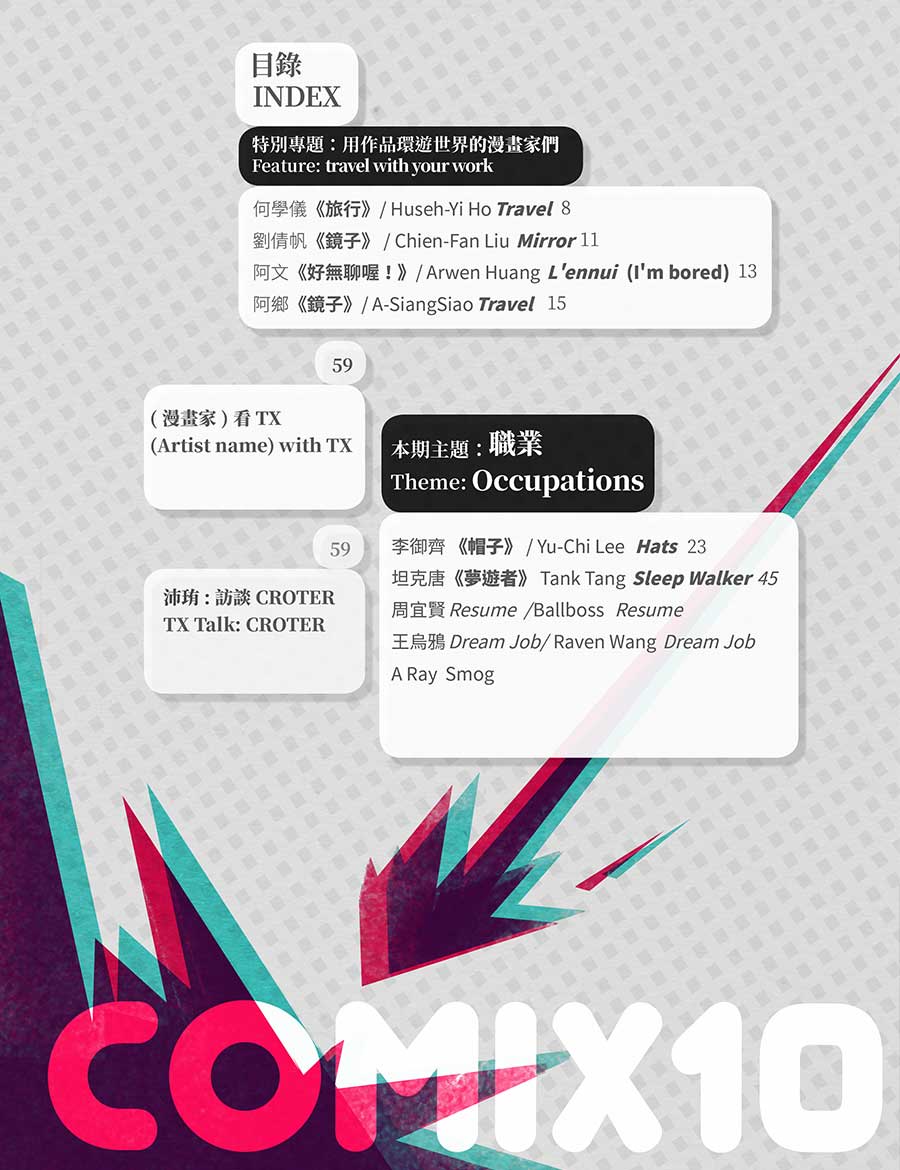 目錄
INDEX
特別專題：用作品環遊世界的漫畫家們
Feature: travel with your work
何學儀《旅行》/ Huseh-Yi Ho Travel 8
劉倩帆《鏡子》 / Chien-Fan Liu Mirror 11
阿文《好無聊喔！》/ Arwen Huang L'ennui (I'm bored) 13
阿鄉《鏡子》/ A-SiangSiao Travel 15
59
( 漫畫家 ) 看 TX
(Artist name) with TX
59
沛珛 : 訪談 CROTER
TX Talk: CROTER
本期主題：職業
Theme: Occupations
李御齊 《帽子》 / Yu-Chi Lee Hats 23
坦克唐《夢遊者》 Tank Tang Sleep Walker 45
周宜賢 Resume /Ballboss Resume
王烏鴉 Dream Job/ Raven Wang Dream Job
A Ray Smog
COMIX10